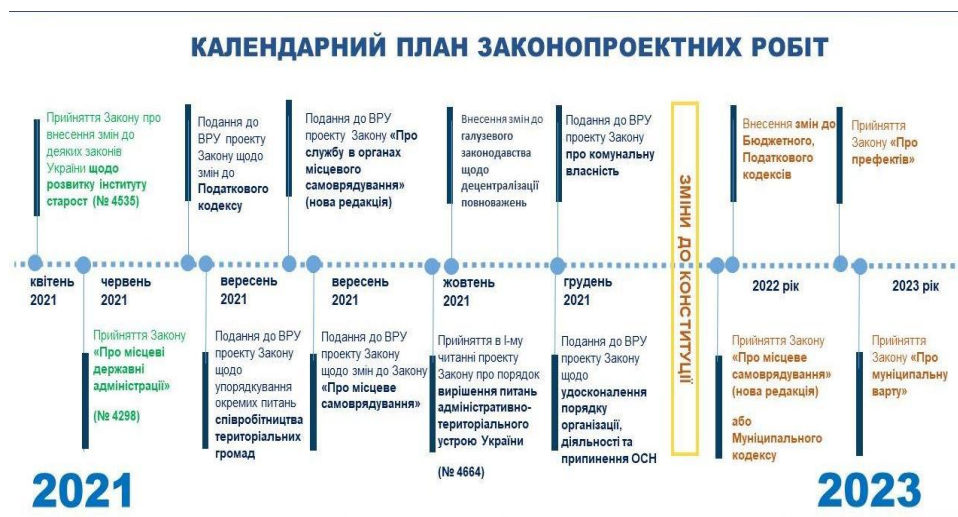 КАЛЕНДАРНИЙ ПЛАН ЗАКОНОПРОЕКТНИХ РОБІТ
Прийняття Закону про
внесення змін до
деяких законів
України щодо
розвитку інституту
старост (№ 4535)
Подання до
ВРУ проекту
Закону щодо
змін до
Податкового
кодексу
Подання до ВРУ
проекту Закону «Про
службу в органах
місцевого
самоврядування»
(нова редакція)
Внесення змін до
галузевого
законодавства
щодо
децентралізації
повноважень
Подання до ВРУ
проекту Закону
про комунальну
власність
ЗМІНИ ДО КОНСТИТУЦІЇ
Внесення змін до
Бюджетного,
Податкового
кодексів
Прийняття
Закону «Про
префектів»
квітень
2021
червень
2021
вересень
2021
вересень
2021
жовтень
2021
грудень
2021
2022 рік
2023 рік
Прийняття Закону
«Про місцеві
державні
адміністрації»
(№ 4298)
Подання до ВРУ
проекту Закону
щодо
упорядкування
окремих питань
співробітництва
територіальних
громад
Подання до ВРУ
проекту Закону
щодо змін до Закону
«Про місцеве
самоврядування»
Прийняття в І-му
читанні проекту
Закону про порядок
вирішення питань
адміністративно-
територіального
устрою України
(№ 4664)
Подання до ВРУ
проекту Закону
щодо
удосконалення
порядку
організації,
діяльності та
припинення ОСН
Прийняття Закону
«Про місцеве
самоврядування»
(нова редакція)
або
Муніципального
кодексу
Прийняття
Закону «Про
муніципальну
варту»
2021
2023